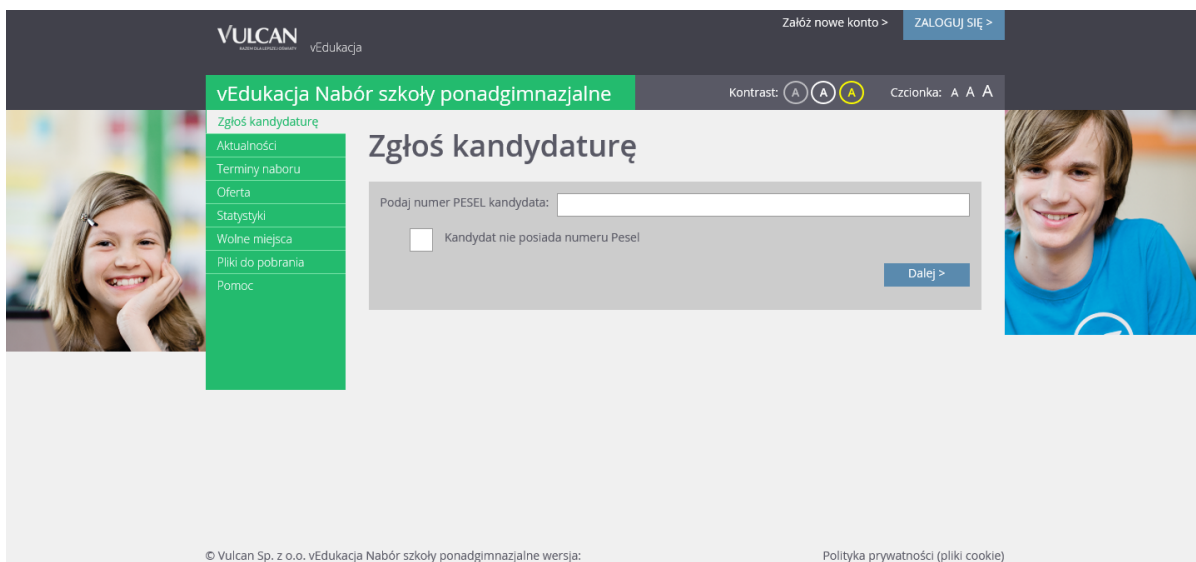 VULCAN
vEdukacja
Załóż nowe konto >
ZALOGUJ SIĘ >
vEdukacja Nabór szkoły ponadgimnazjalne
Kontrast: A A A
Czcionka: A A A
Zgłoś kandydaturę
Aktualności
Terminy naboru
Oferta
Statystyki
Wolne miejsca
Pliki do pobrania
Pomoc
Zgłoś kandydaturę
Podaj numer PESEL kandydata:
Kandydat nie posiada numeru Pesel
Dalej >
© Vulcan Sp. z o.o. vEdukacja Nabór szkoły ponadgimnazjalne wersja:
Polityka prywatności (pliki cookie)